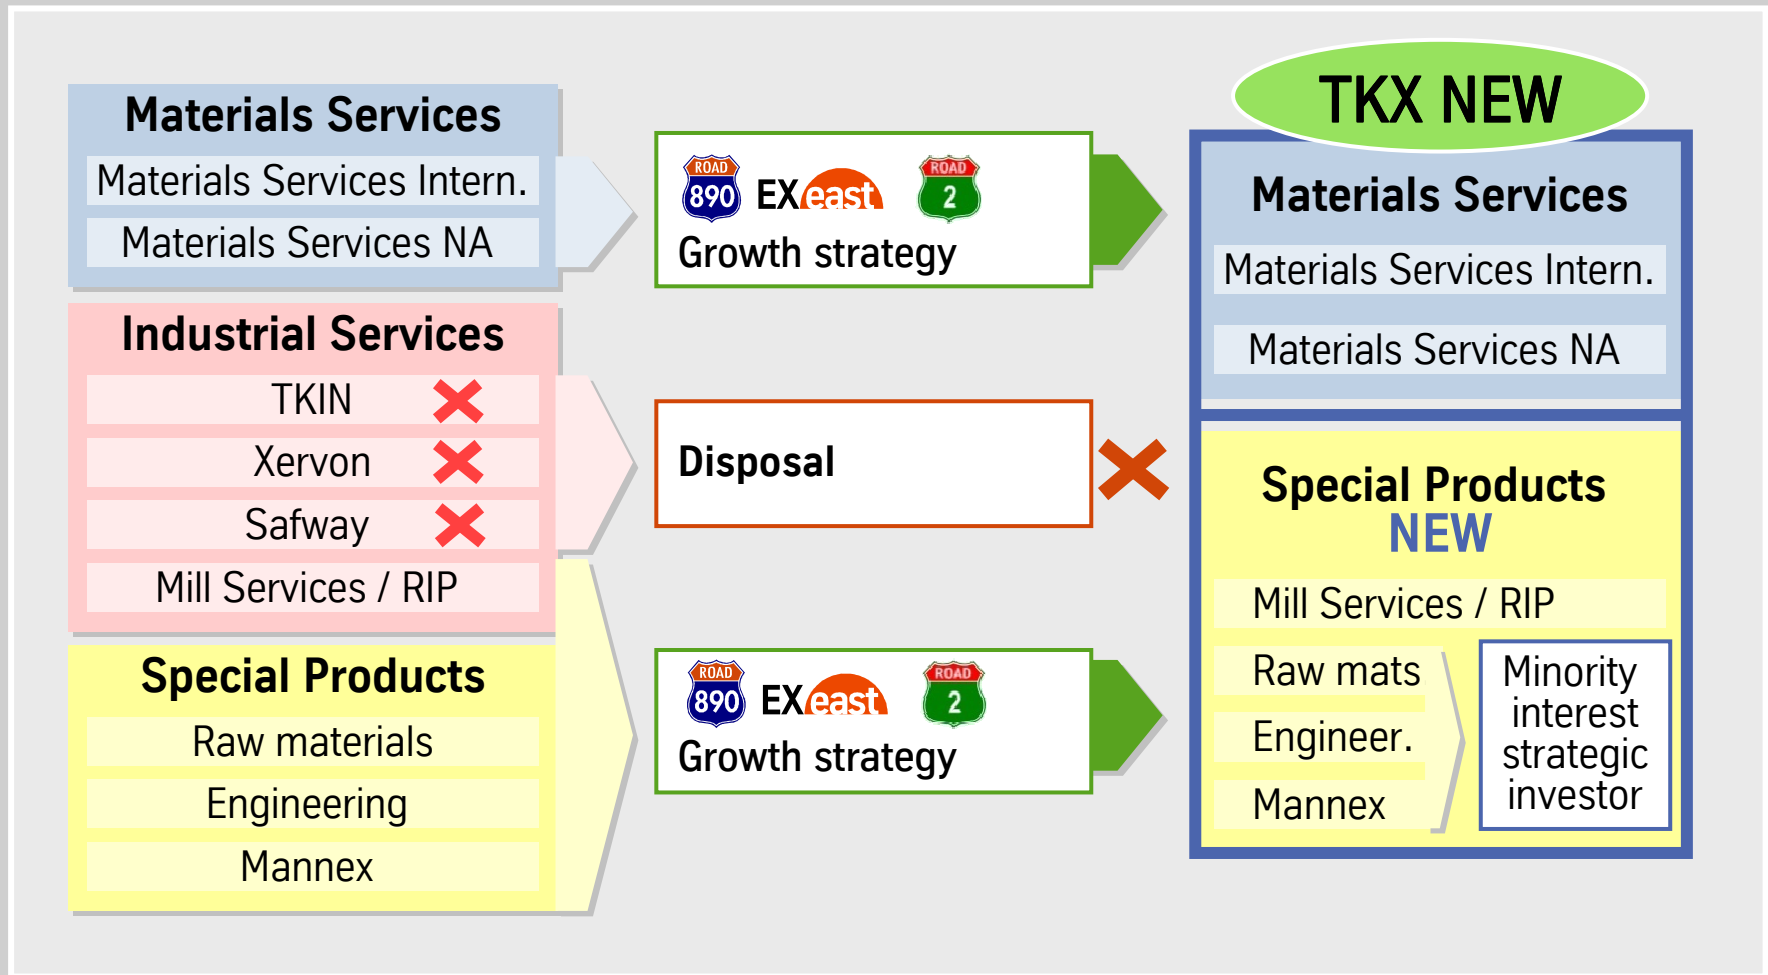 Materials Services
Materials Services Intern.
Materials Services NA
Industrial Services
TKIN
Xervon
Safway
Mill Services / RIP
Special Products
Raw materials
Engineering
Mannex
ROAD
890
EXeast
ROAD
2
Growth strategy
Disposal
ROAD
890
EXeast
ROAD
2
Growth strategy
TKX NEW
Materials Services
Materials Services Intern.
Materials Services NA
Special Products
NEW
Mill Services / RIP
Raw mats
Engineer.
Mannex
Minority
interest
strategic
investor